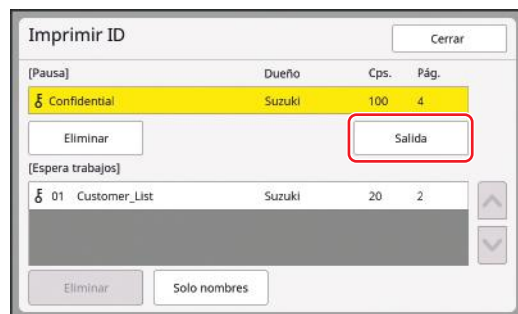 Imprimir ID Cerrar
[Pausa] Dueño Cps. Pág.
Confidential Suzuki 100 4
Eliminar Salida
[Espera trabajos]
01 Customer_List Suzuki 20 2
Eliminar Solo nombres